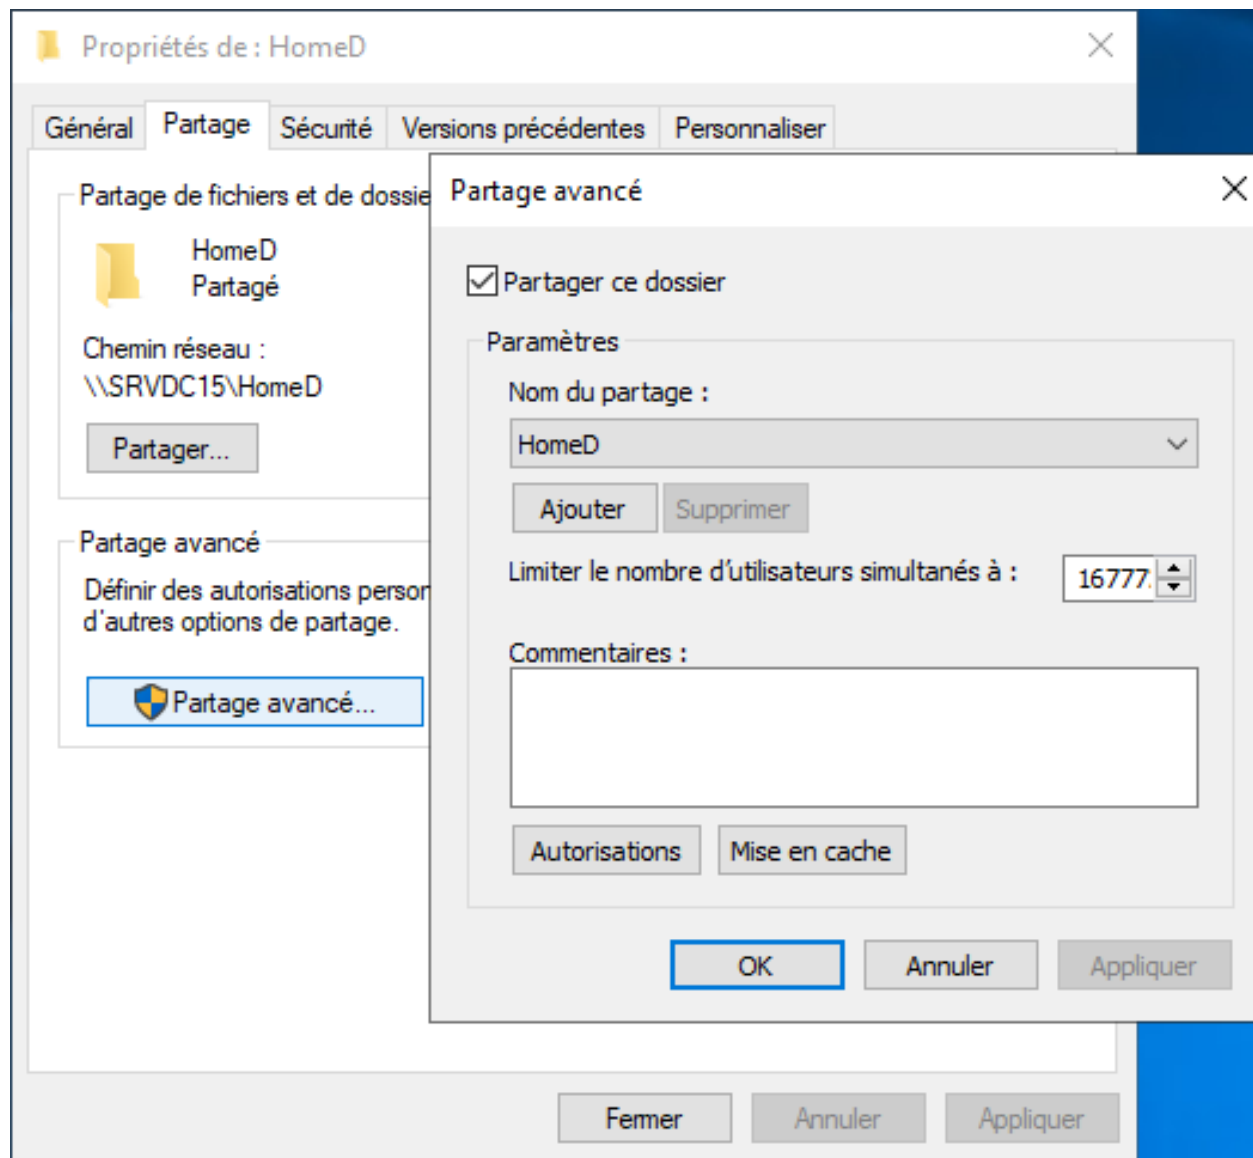 Propriétés de : HomeD
Général Partage Sécurité Versions précédentes Personnaliser
Partage de fichiers et de dossie
HomeD
Partagé
Chemin réseau :
\\SRVDC15\HomeD
Partager...
Partage avancé
Définir des autorisations person
d'autres options de partage.
Partage avancé...
Partage avancé
Partager ce dossier
Paramètres
Nom du partage :
HomeD
Ajouter Supprimer
Limiter le nombre d'utilisateurs simultanés à : 16777
Commentaires :
Autorisations Mise en cache
OK Annuler Appliquer
Fermer Annuler Appliquer